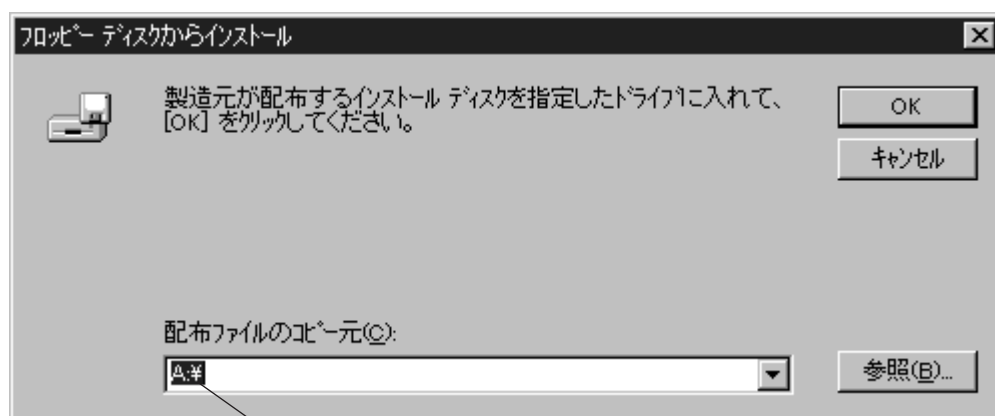 フロッピー ディスクからインストール
製造元が配布するインストール ディスクを指定したドライブに入れて、
[OK] をクリックしてください。
OK
キャンセル
配布ファイルのコピー元(C):
A:¥
参照(B)...